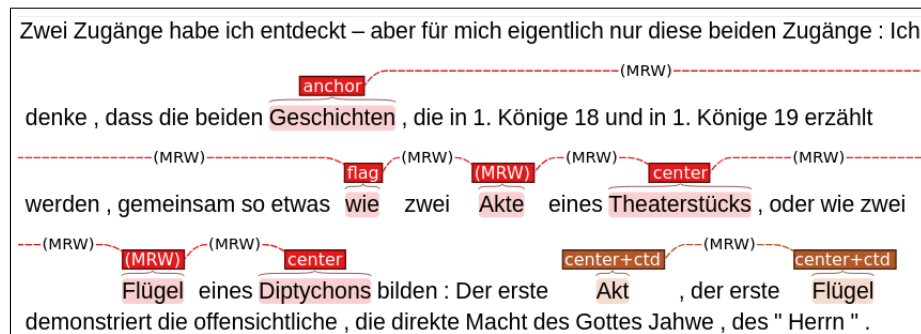 Zwei Zugänge habe ich entdeckt – aber für mich eigentlich nur diese beiden Zugänge : Ich
anchor (MRW)
denke , dass die beiden Geschichten , die in 1. Könige 18 und in 1. Könige 19 erzählt
(MRW) flag (MRW) (MRW) (MRW) center (MRW)
werden , gemeinsam so etwas wie zwei Akte eines Theaterstücks , oder wie zwei
(MRW) (MRW) (MRW) center center+ctd (MRW) center+ctd
Flügel eines Diptychons bilden : Der erste Akt , der erste Flügel
demonstriert die offensichtliche , die direkte Macht des Gottes Jahwe , des " Herrn " .